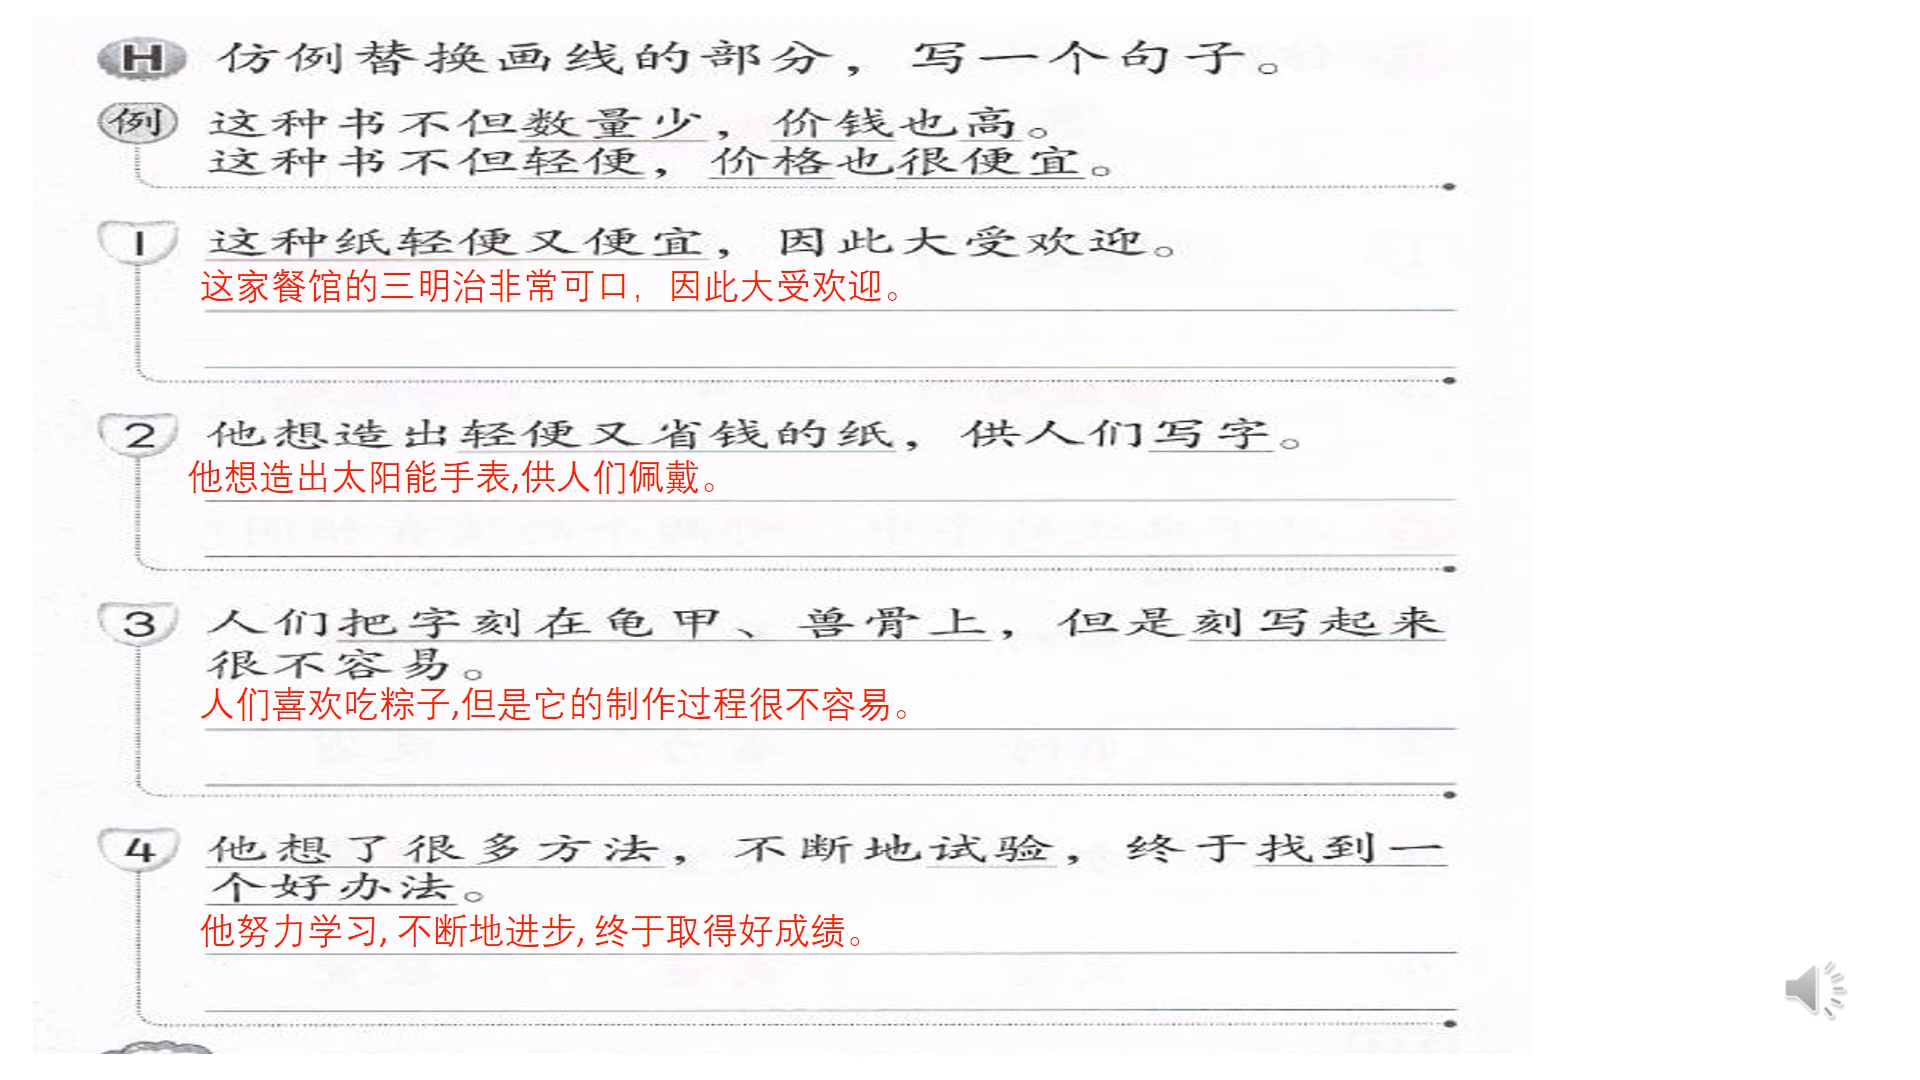 H 仿例替换画线的部分，写一个句子。
例 这种书不但数量少，价钱也高。
这种书不但轻便，价格也很便宜。
1 这种纸轻便又便宜，因此大受欢迎。
这家餐馆的三明治非常可口，因此大受欢迎。
2 他想造出轻便又省钱的纸，供人们写字。
他想造出太阳能手表,供人们佩戴。
3 人们把字刻在龟甲、兽骨上，但是刻写起来
很不容易。
人们喜欢吃粽子,但是它的制作过程很不容易。
4 他想了很多方法，不断地试验，终于找到一
个好办法。
他努力学习, 不断地进步, 终于取得好成绩。